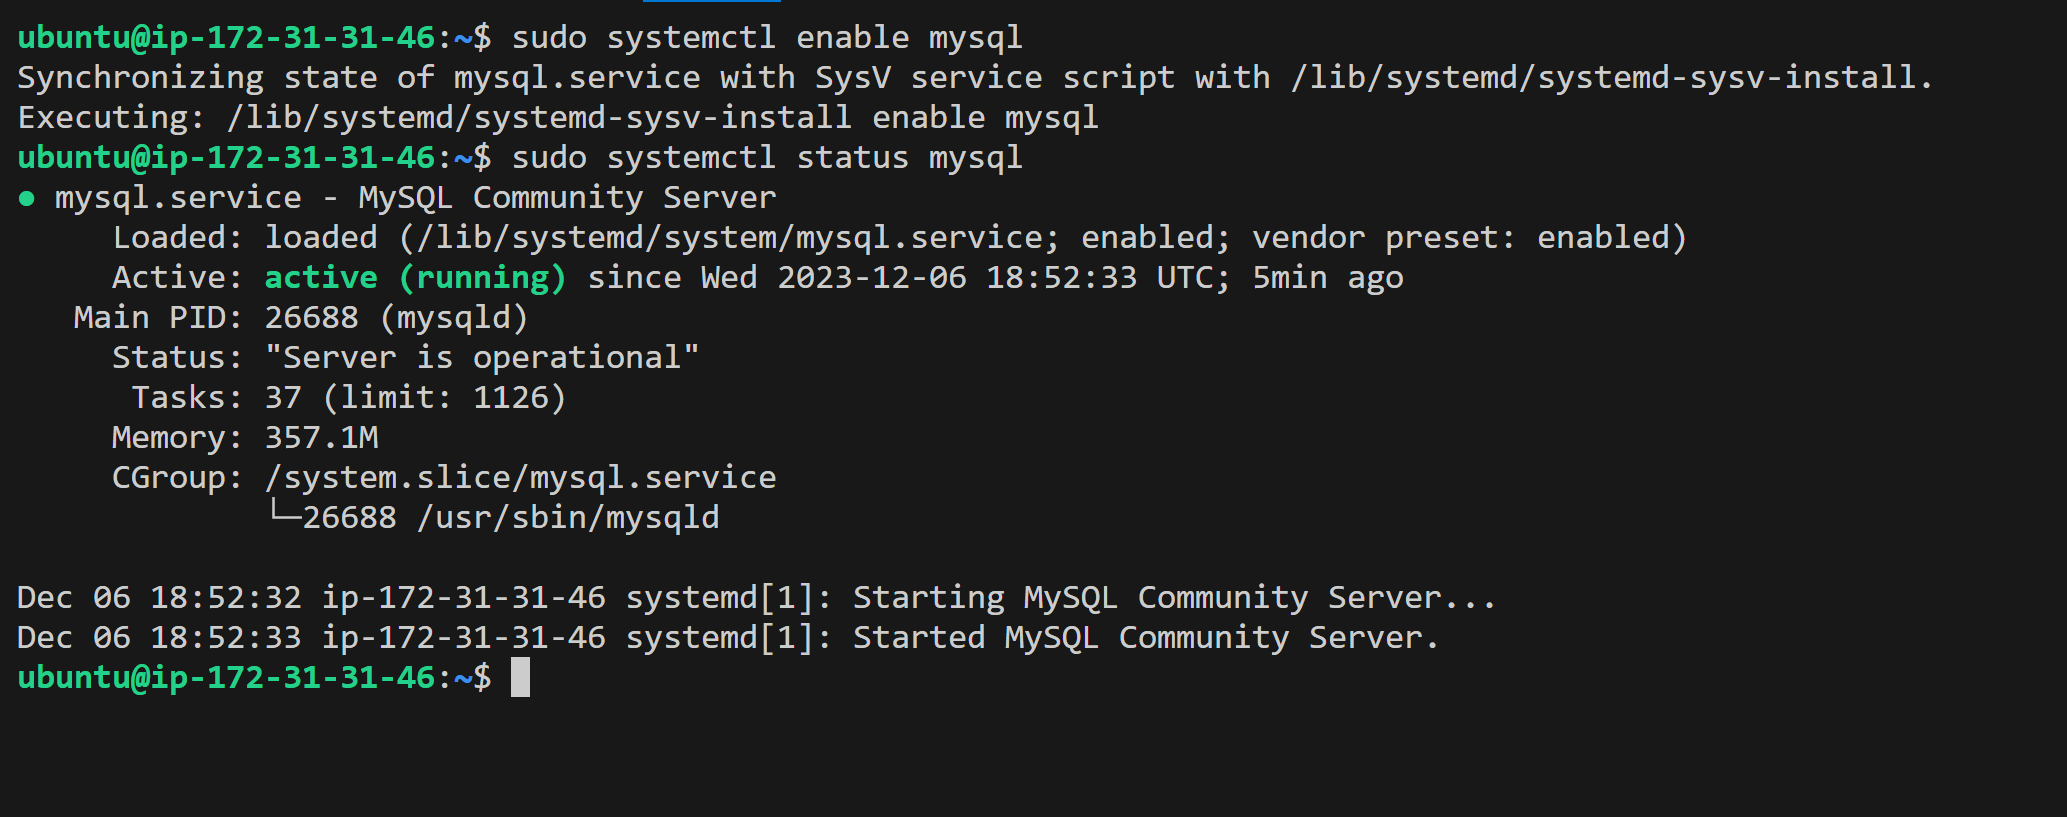 ubuntu@ip-172-31-31-46:~$ sudo systemctl enable mysql
Synchronizing state of mysql.service with SysV service script with /lib/systemd/systemd-sysv-install.
Executing: /lib/systemd/systemd-sysv-install enable mysql
ubuntu@ip-172-31-31-46:~$ sudo systemctl status mysql
● mysql.service - MySQL Community Server
     Loaded: loaded (/lib/systemd/system/mysql.service; enabled; vendor preset: enabled)
     Active: active (running) since Wed 2023-12-06 18:52:33 UTC; 5min ago
   Main PID: 26688 (mysqld)
     Status: "Server is operational"
      Tasks: 37 (limit: 1126)
     Memory: 357.1M
     CGroup: /system.slice/mysql.service
             └─26688 /usr/sbin/mysqld

Dec 06 18:52:32 ip-172-31-31-46 systemd[1]: Starting MySQL Community Server...
Dec 06 18:52:33 ip-172-31-31-46 systemd[1]: Started MySQL Community Server.
ubuntu@ip-172-31-31-46:~$